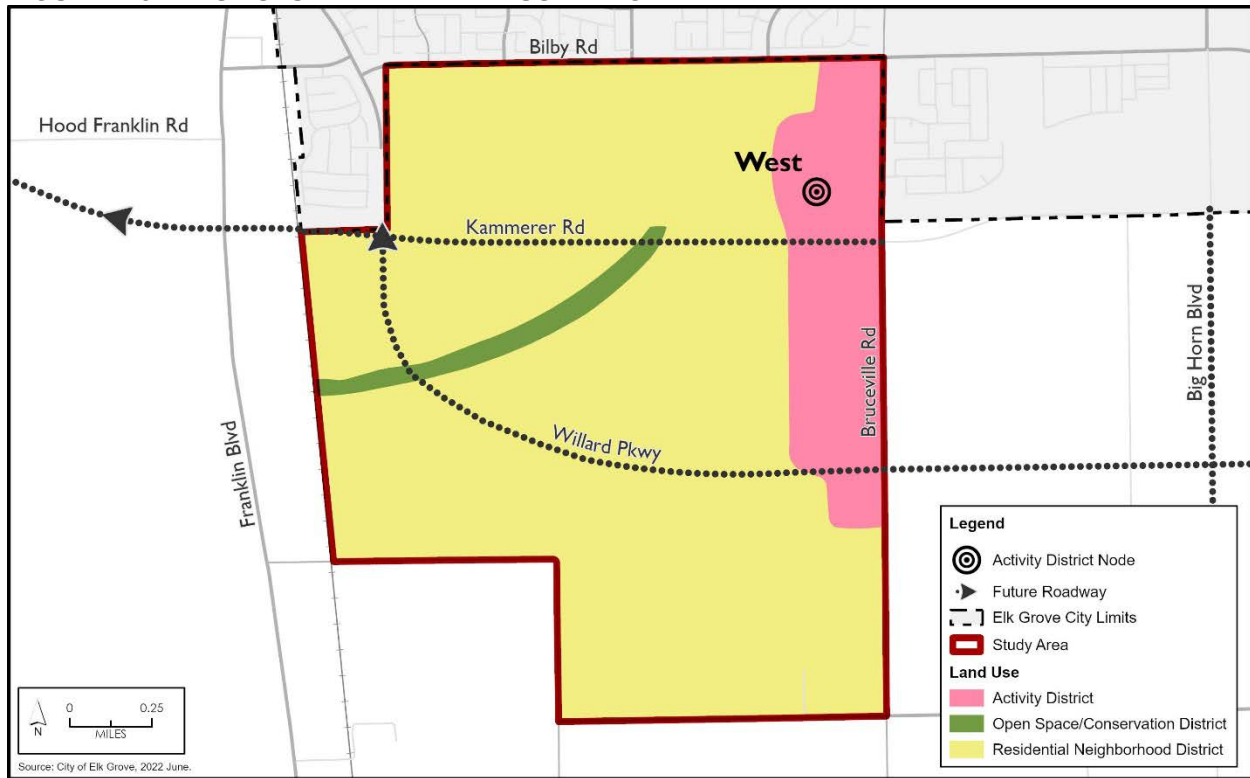 Bilby Rd
Hood Franklin Rd
West
Kammerer Rd
Bruceville Rd
Big Horn Blvd
Franklin Blvd
Willard Pkwy
Legend
Activity District Node
Future Roadway
Elk Grove City Limits
Study Area
Land Use
Activity District
Open Space/Conservation District
Residential Neighborhood District
N
0 0.25
MILES
Source: City of Elk Grove, 2022 June.